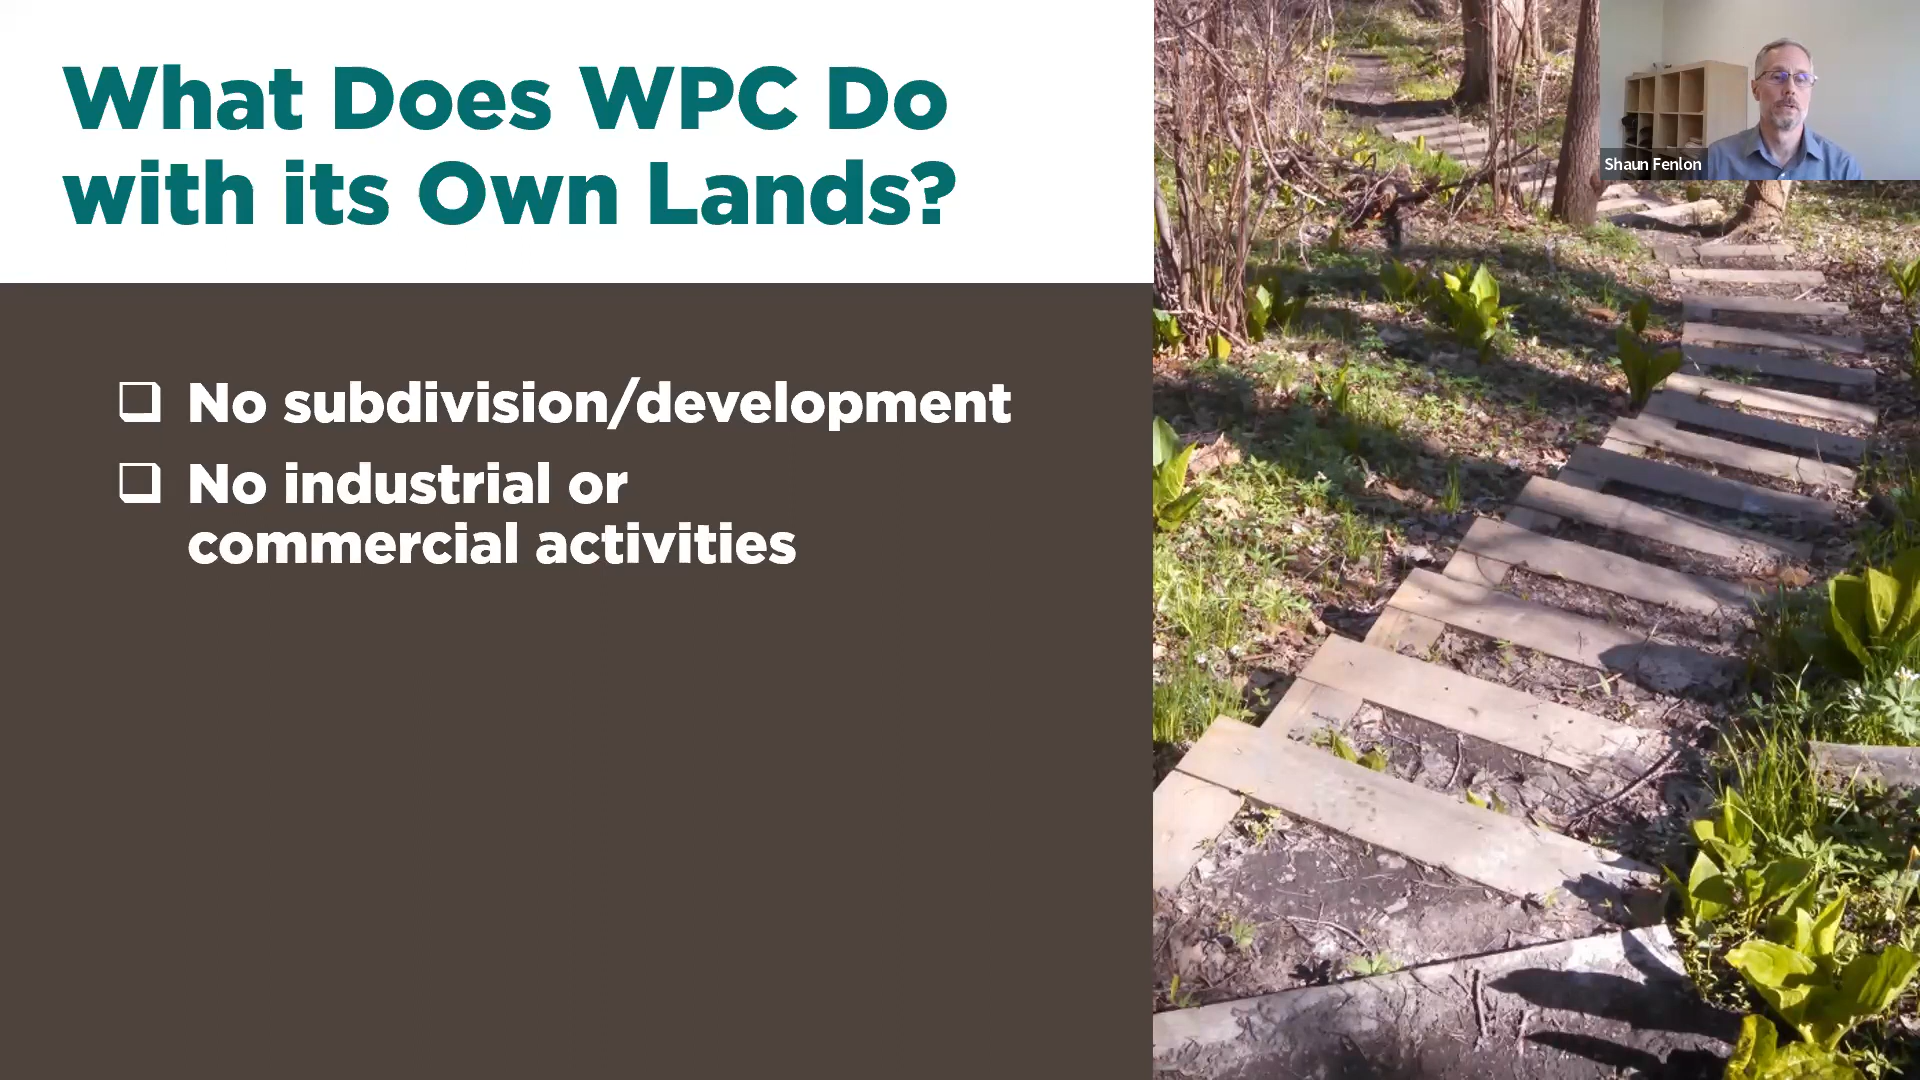 What Does WPC Do
with its Own Lands?
Shaun Fenlon
No subdivision/development
No industrial or
commercial activities